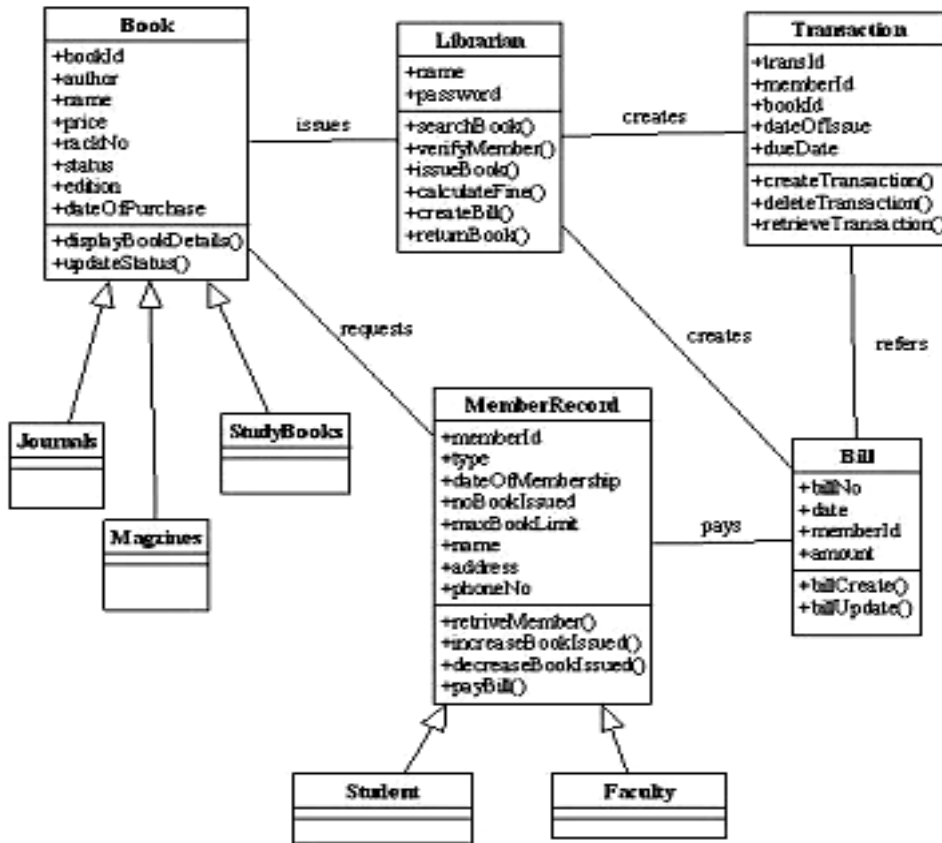 Book
+bookId
+author
+name
+price
+rackNo
+status
+edition
+dateOfPurchase
+displayBookDetails()
+updateStatus()
issues
Librarian
+name
+password
+searchBook()
+verifyMember()
+issueBook()
+calculateFine()
+createBill()
+returnBook()
creates
Transaction
+transId
+memberId
+bookId
+dateOfIssue
+dueDate
+createTransaction()
+deleteTransaction()
+retrieveTransaction()
requests
creates
refers
Journals
Magzines
StudyBooks
MemberRecord
+memberId
+type
+dateOfMembership
+noBookIssued
+maxBookLimit
+name
+address
+phoneNo
+retriveMember()
+increaseBookIssued()
+decreaseBookIssued()
+payBill()
pays
Bill
+billNo
+date
+memberId
+amount
+billCreate()
+billUpdate()
Student
Faculty